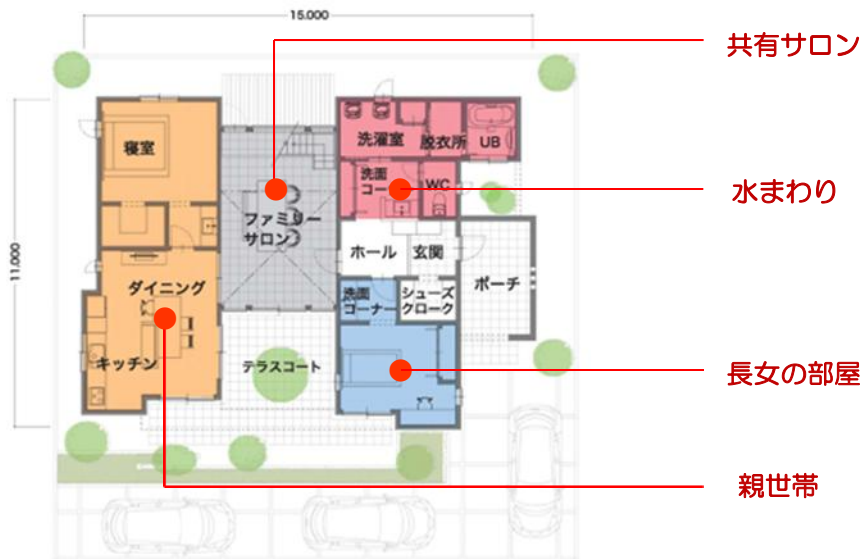 15.000
共有サロン
洗濯室
脱衣所
UB
寝室
洗面
コー
WC
水まわり
ファミリー
サロン
ホール
玄関
11.000
ダイニング
ポーチ
洗面
コーナー
シューズ
クローク
キッチン
テラスコート
長女の部屋
親世帯